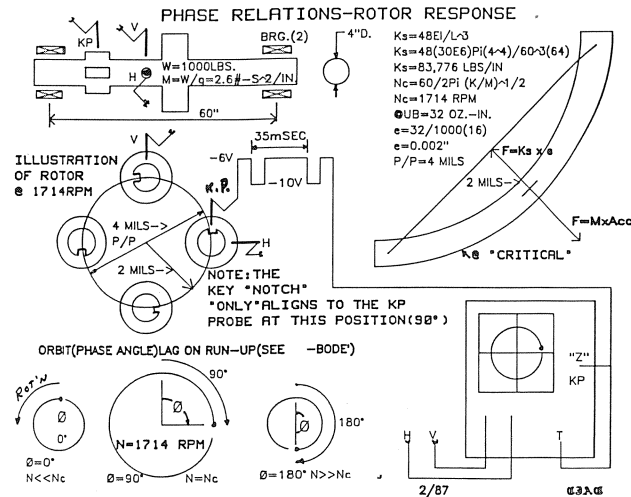 PHASE RELATIONS-ROTOR RESPONSE
KP
V
BRG.(2)
4"D.
W=1000LBS.
M=W/g=2.6#-S^2/IN.
H
60"
Ks=48EI/L^3
Ks=48(30E6)Pi(4^4)/60^3(64)
Ks=83,776 LBS/IN
Nc=60/2Pi (K/M)^1/2
Nc=1714 RPM
@UB=32 OZ.-IN.
e=32/1000(16)
e=0.002"
P/P=4 MILS
F=Ks x e
2 MILS->
F=MxAcc
@ "CRITICAL"
V
35mSEC
-6V
-10V
ILLUSTRATION
OF ROTOR
@ 1714RPM
K.P.
4 MILS->
P/P
2 MILS->
H
NOTE:THE
KEY "NOTCH"
"ONLY"ALIGNS TO THE KP
PROBE AT THIS POSITION(90°)
ORBIT(PHASE ANGLE)LAG ON RUN-UP(SEE -BODE')
ROT'N
Ø
0°
Ø=0°
N<<Nc
90°
Ø
N=1714 RPM
Ø=90°
N=Nc
180°
Ø
Ø=180°
N>>Nc
"Z"
KP
H
V
T
2/87